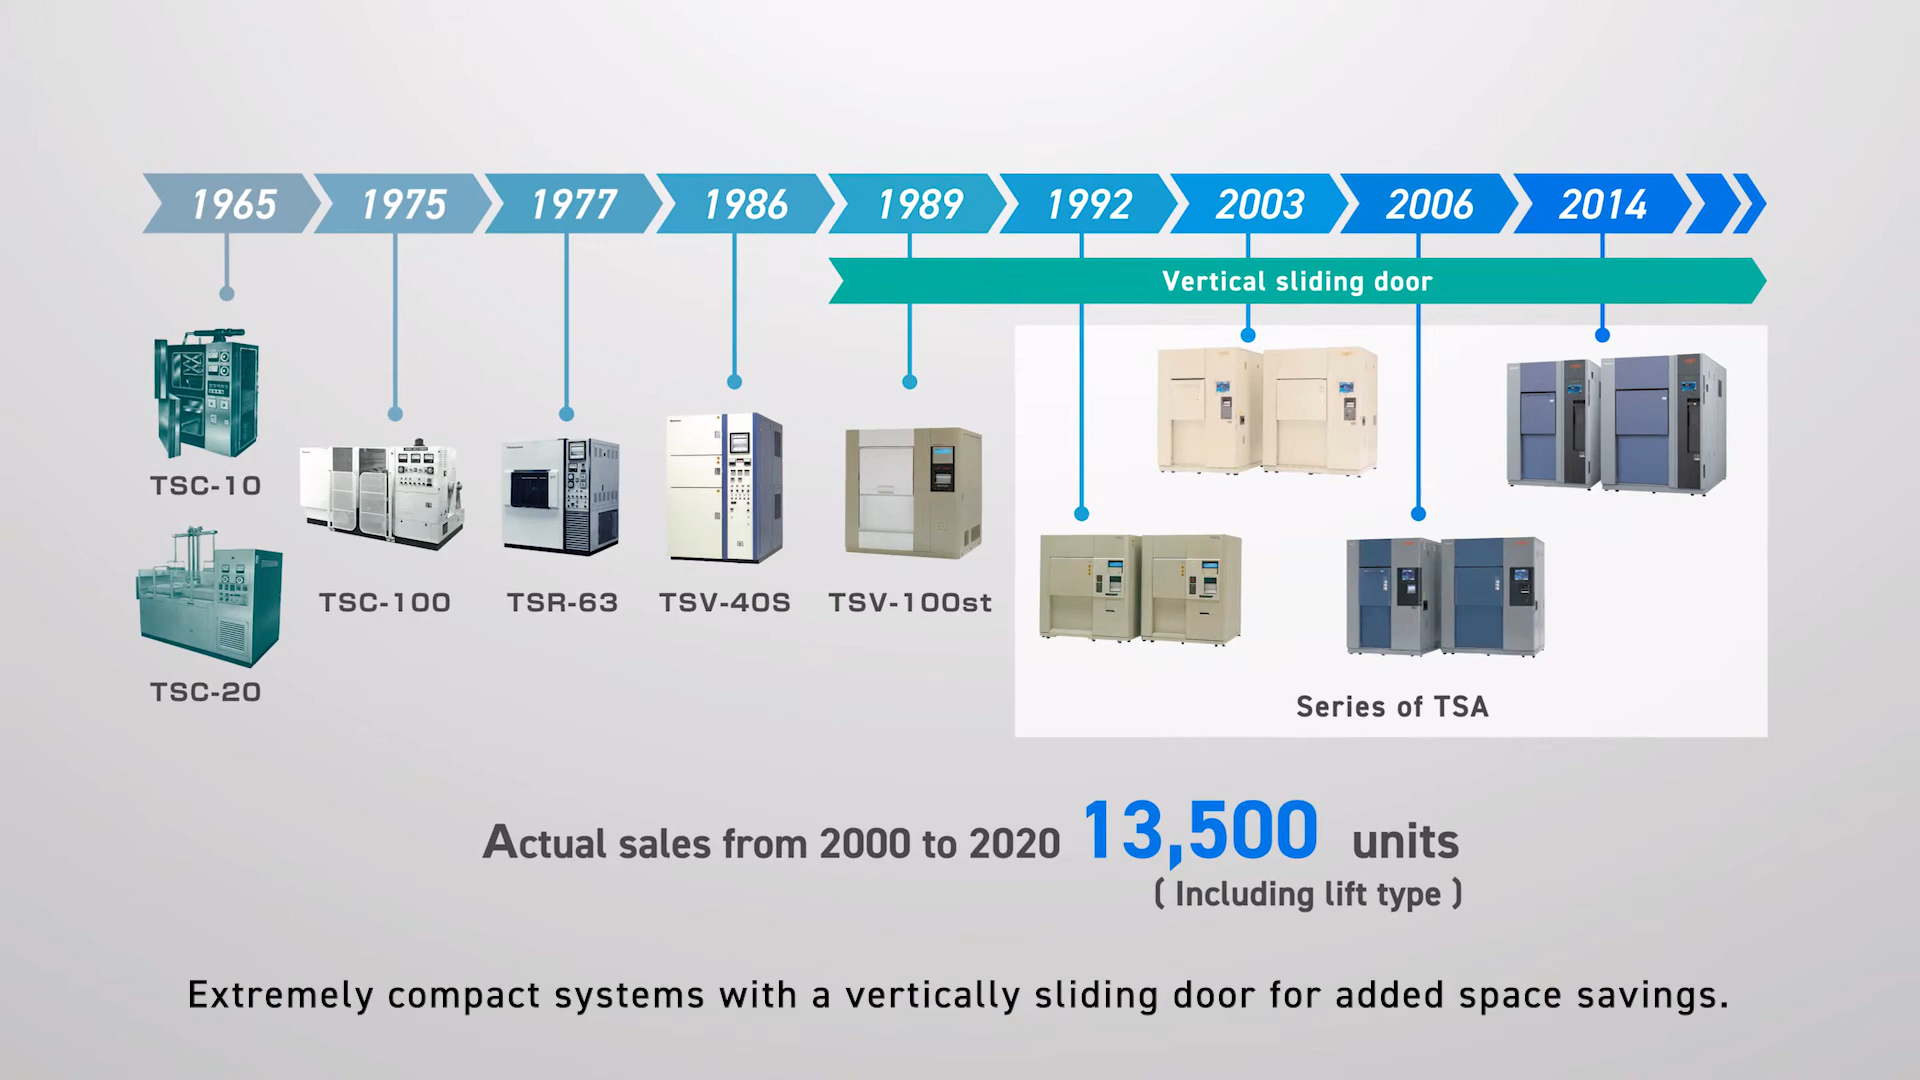 1965 1975 1977 1986 1989 1992 2003 2006 2014
Vertical sliding door
TSC-10
TSC-20
TSC-100
TSR-63
TSV-40S
TSV-100st
Series of TSA
Actual sales from 2000 to 2020 13,500 units
( Including lift type )
Extremely compact systems with a vertically sliding door for added space savings.